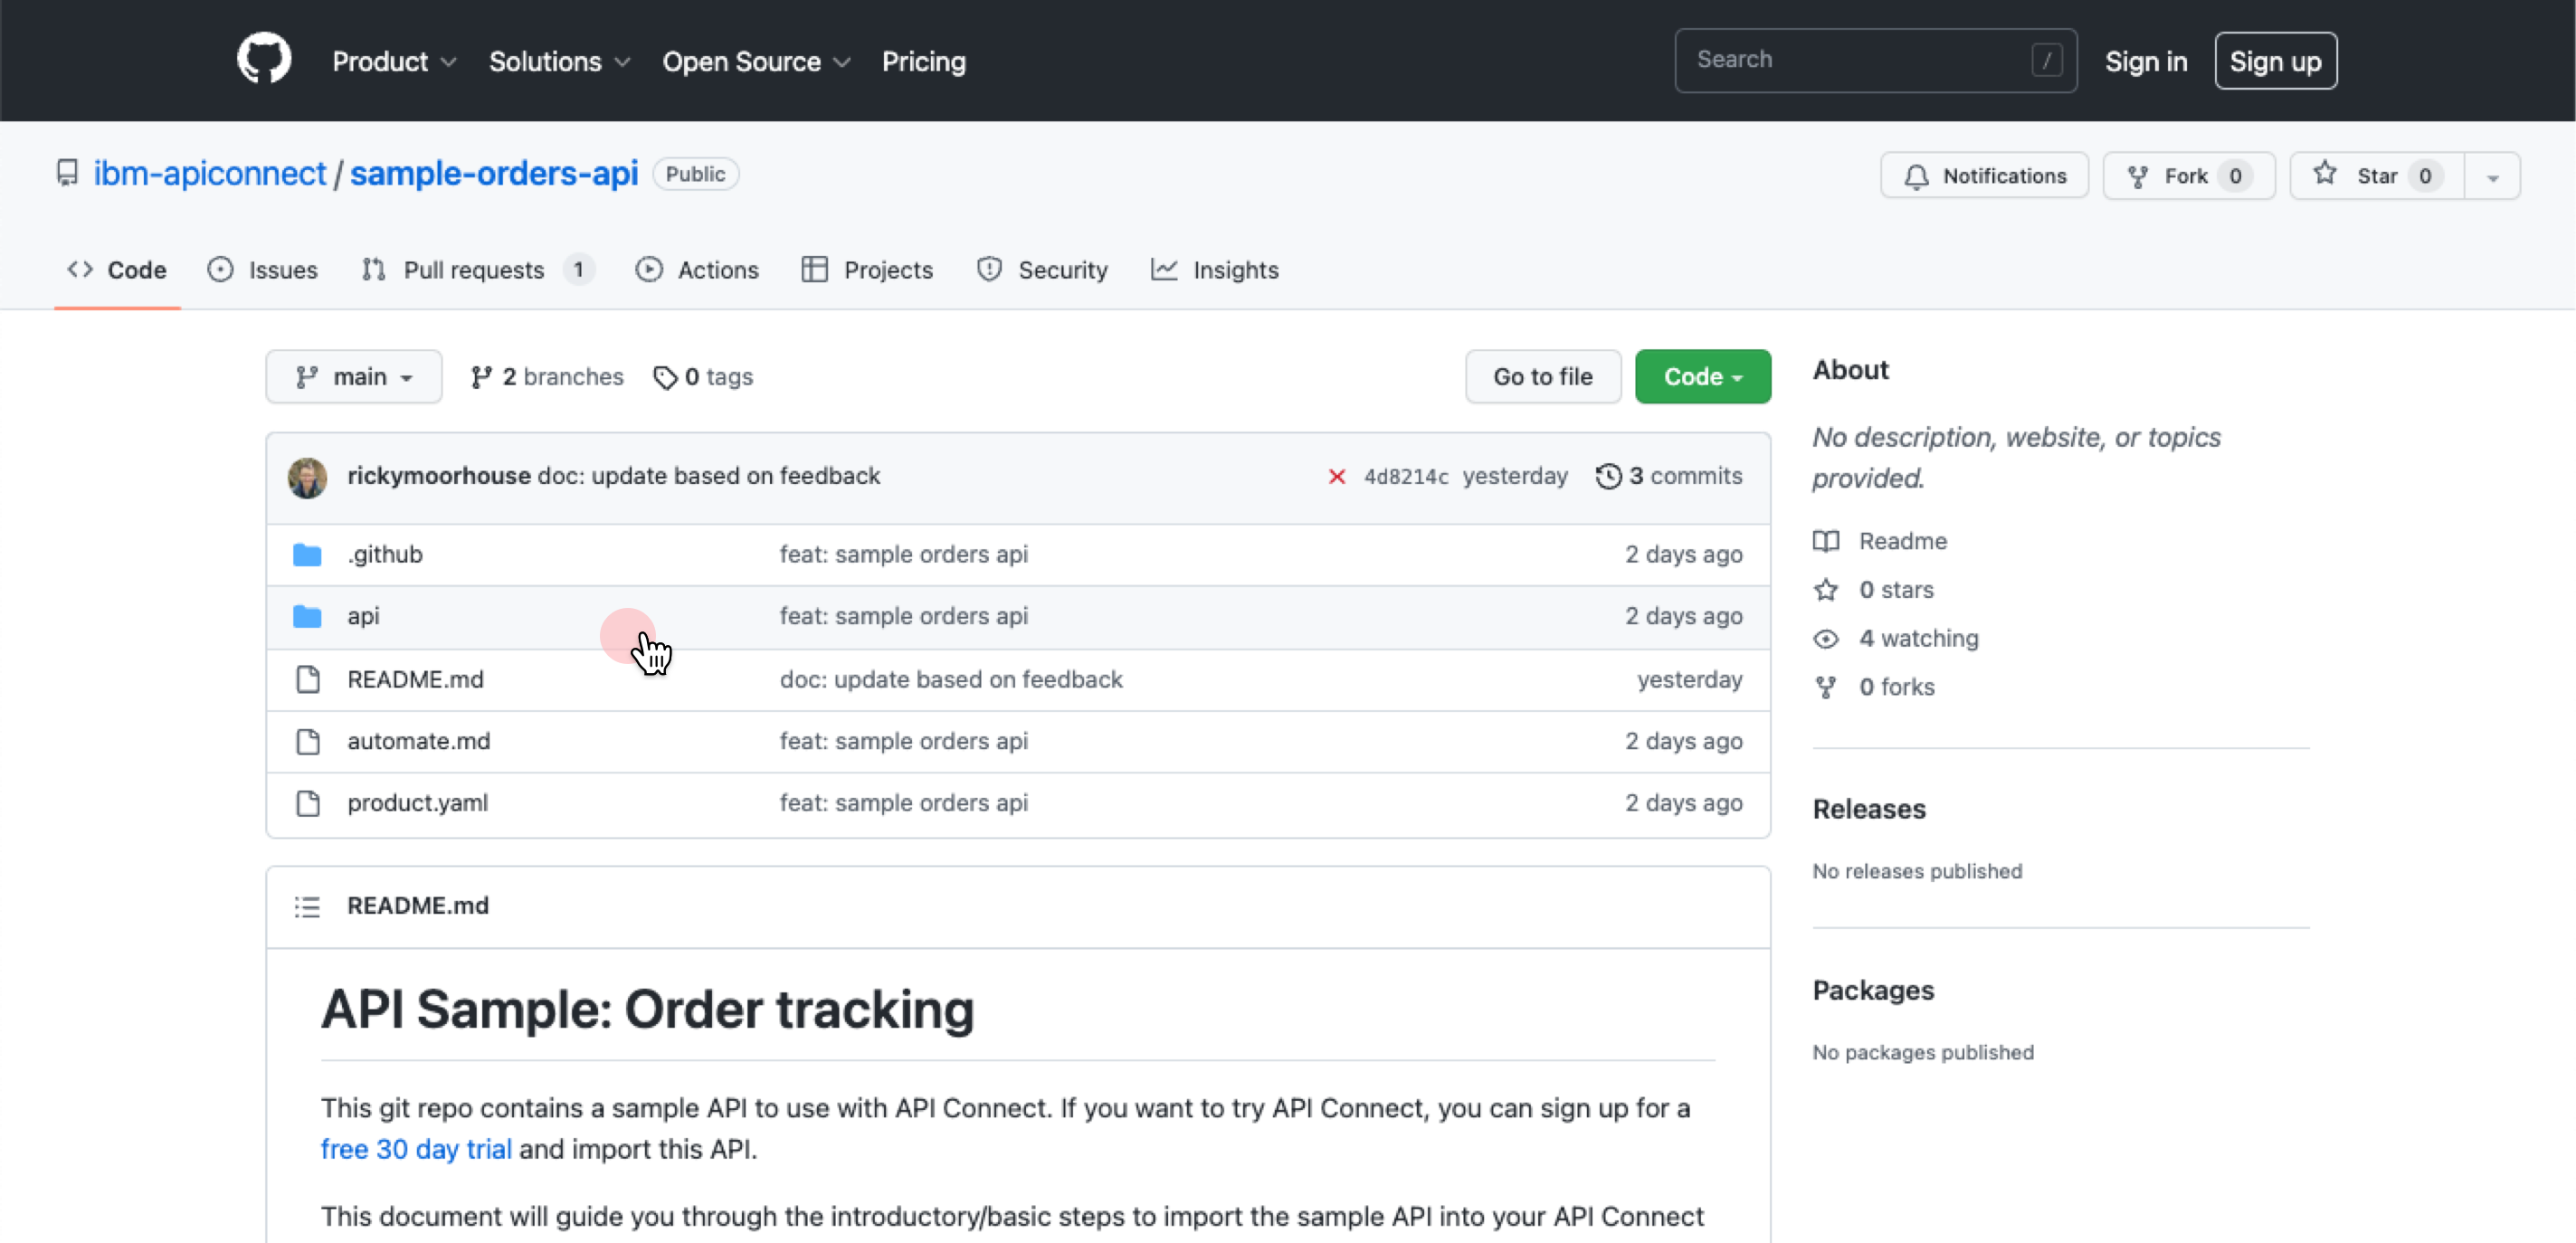 Product Solutions Open Source Pricing Search / Sign in Sign up
ibm-apiconnect / sample-orders-api Public Notifications Fork 0 Star 0
Code Issues Pull requests 1 Actions Projects Security Insights
main 2 branches 0 tags Go to file Code
rickymoorhouse doc: update based on feedback 4d8214c yesterday 3 commits
.github feat: sample orders api 2 days ago
api feat: sample orders api 2 days ago
README.md doc: update based on feedback yesterday
automate.md feat: sample orders api 2 days ago
product.yaml feat: sample orders api 2 days ago
README.md
API Sample: Order tracking
This git repo contains a sample API to use with API Connect. If you want to try API Connect, you can sign up for a
free 30 day trial and import this API.
This document will guide you through the introductory/basic steps to import the sample API into your API Connect
About
No description, website, or topics
provided.
Readme
0 stars
4 watching
0 forks
Releases
No releases published
Packages
No packages published